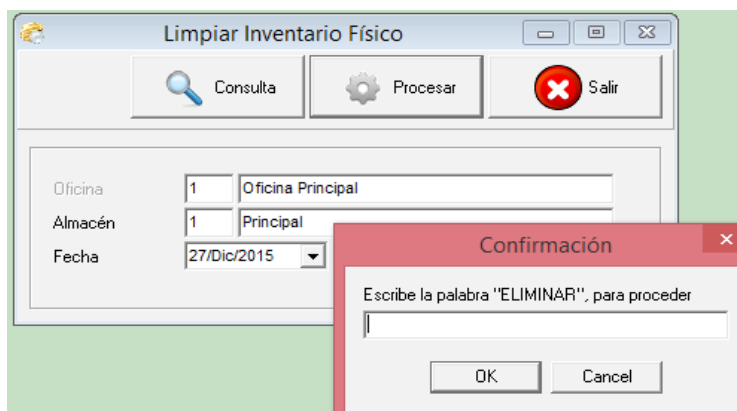 Limpiar Inventario Físico
Consulta Procesar Salir
Oficina 1 Oficina Principal
Almacén 1 Principal
Fecha 27/Dic/2015
Confirmación
Escribe la palabra "ELIMINAR", para proceder
OK Cancel